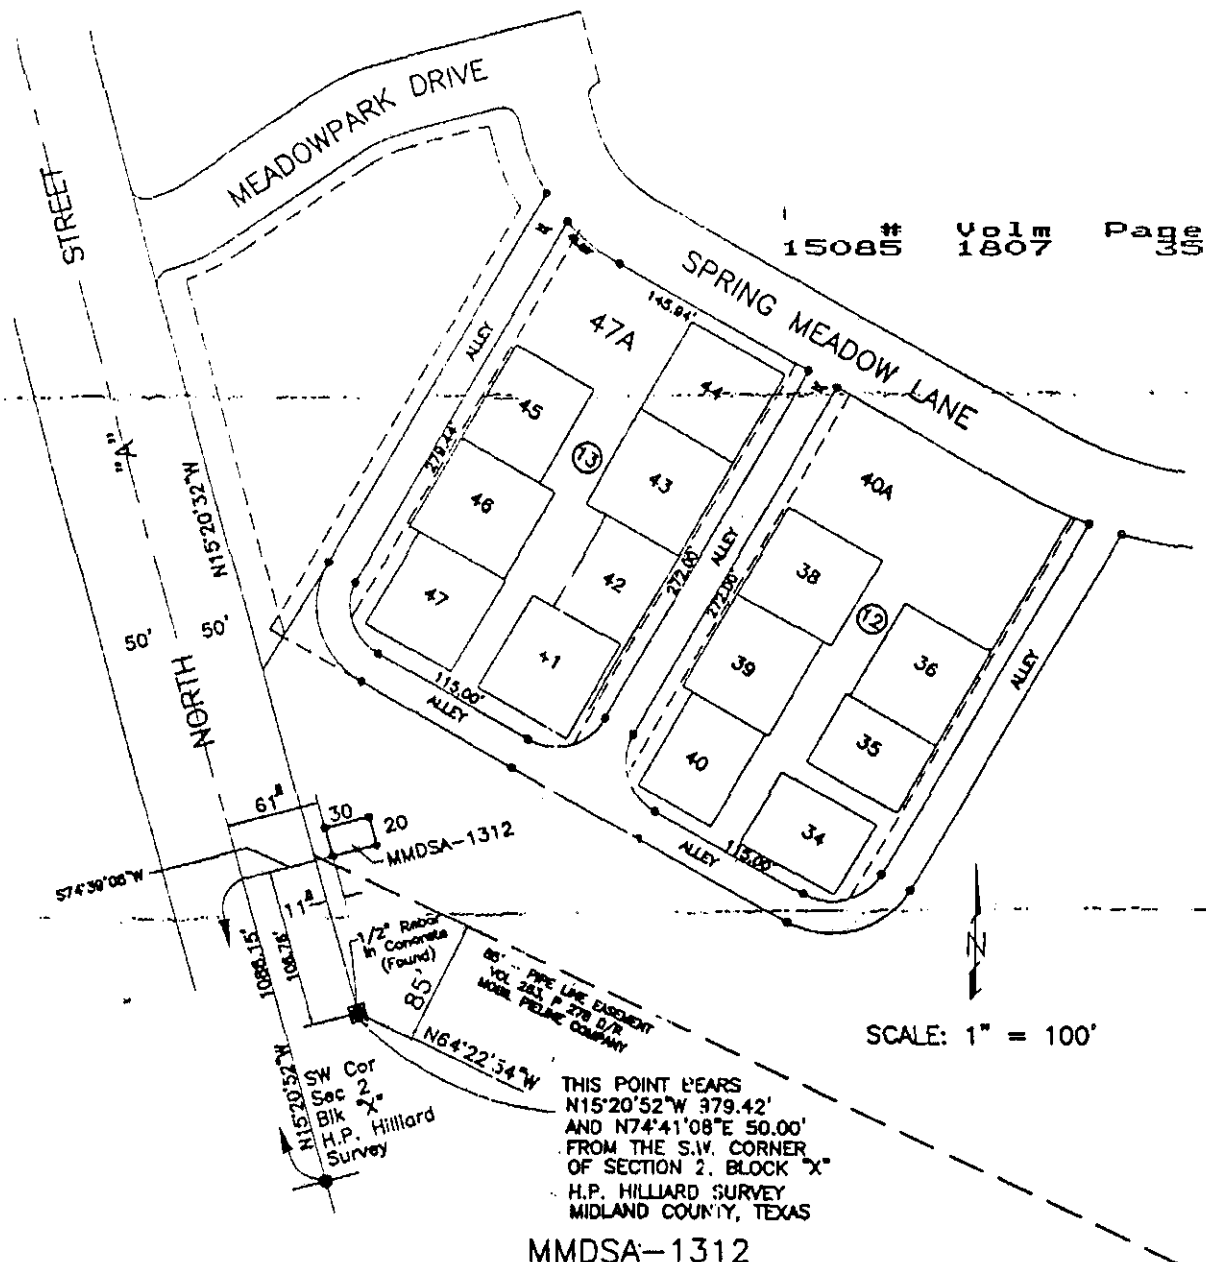 MEADOWPARK DRIVE
STREET
# Volm Page
15085 1807 35
SPRING MEADOW LANE
145.94'
47A
ALLEY
44
45
279.44'
13
"A"
N15°20'32"W
46
43
40A
ALLEY
272.00'
272.00'
38
42
47
12
50'
50'
41
39
36
ALLEY
115.00'
ALLEY
NORTH
35
40
61'
30
20
34
MMDSA-1312
ALLEY
115.00'
S74°39'08"W
11'
1/2" Rebar
In Concrete
(Found)
1088.15'
108.78'
85'
85' - PIPE LINE EASEMENT
VOL. 283, P. 278 D/R
MOBIL PIELINE COMPANY
N
SCALE: 1" = 100'
N64°22'34"W
N15°20'52"W
SW Cor
Sec 2
Blk "X"
H.P. Hilliard
Survey
THIS POINT BEARS
N15°20'52"W 979.42'
AND N74°41'08"E 50.00'
FROM THE S.W. CORNER
OF SECTION 2, BLOCK "X"
H.P. HILLIARD SURVEY
MIDLAND COUNTY, TEXAS
MMDSA-1312